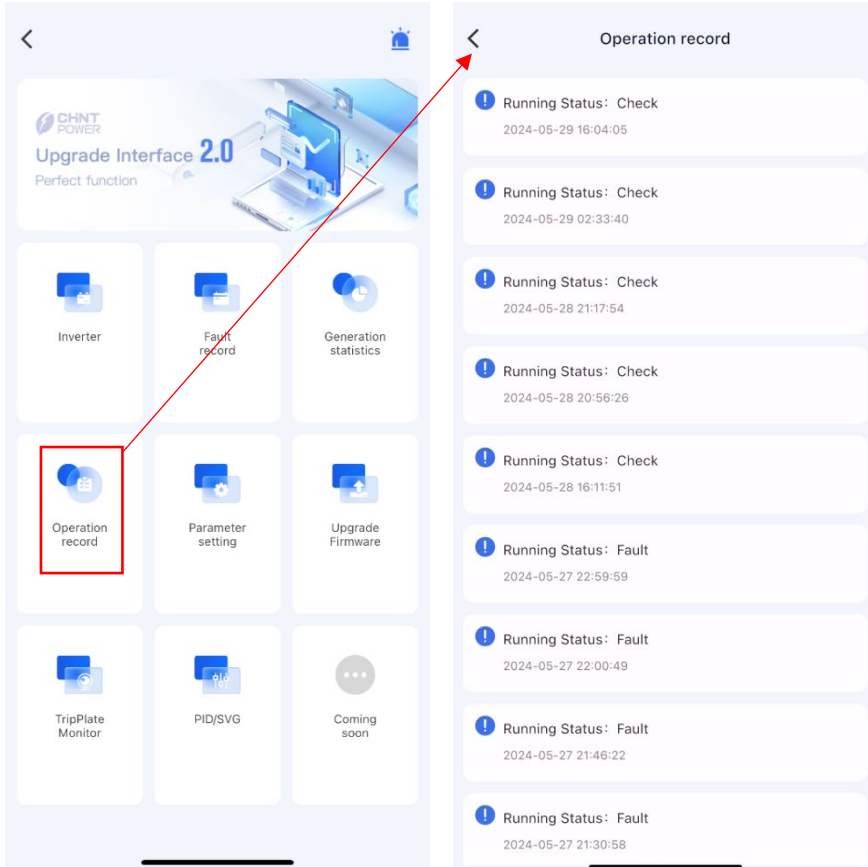 CHNT
POWER
Upgrade Interface 2.0
Perfect function
Inverter
Fault
record
Generation
statistics
Operation
record
Parameter
setting
Upgrade
Firmware
TripPlate
Monitor
PID/SVG
Coming
soon
Operation record
Running Status: Check
2024-05-29 16:04:05
Running Status: Check
2024-05-29 02:33:40
Running Status: Check
2024-05-28 21:17:54
Running Status: Check
2024-05-28 20:56:26
Running Status: Check
2024-05-28 16:11:51
Running Status: Fault
2024-05-27 22:59:59
Running Status: Fault
2024-05-27 22:00:49
Running Status: Fault
2024-05-27 21:46:22
Running Status: Fault
2024-05-27 21:30:58